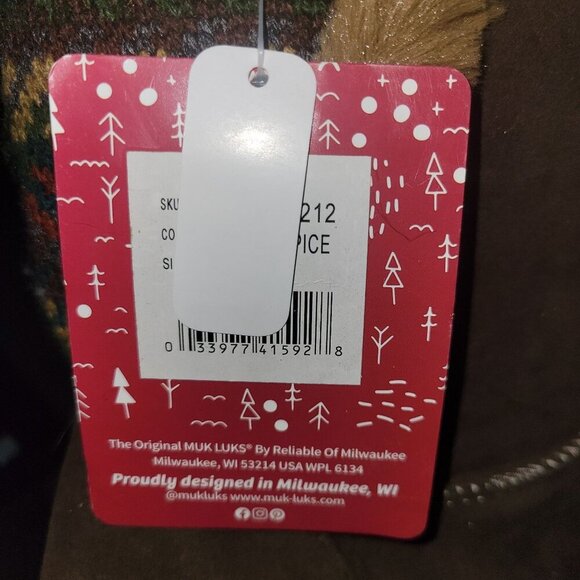 SKU 212
CO PICE
SI
0 33977 41592 8
The Original MUK LUKS® By Reliable Of Milwaukee
Milwaukee, WI 53214 USA WPL 6134
Proudly designed in Milwaukee, WI
@mukluks www.muk-luks.com